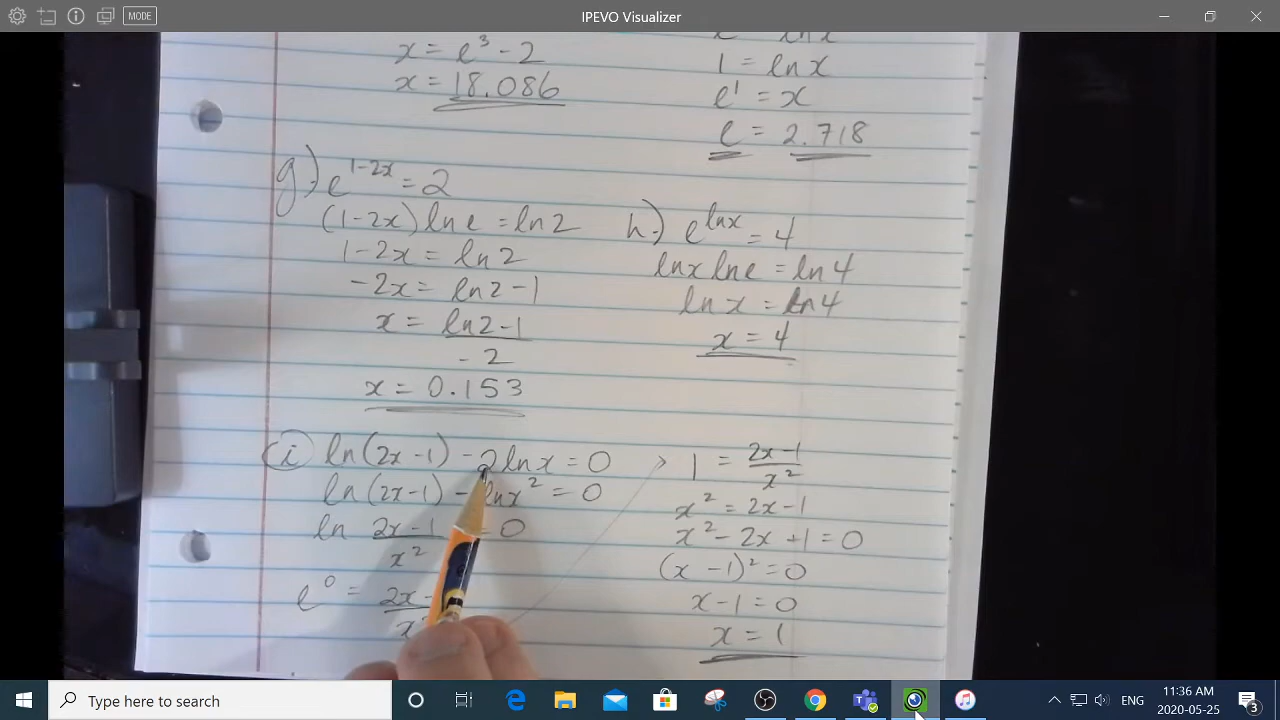 MODE
IPEVO Visualizer
x = e³ - 2
x = 18.086
1 = ln x
e¹ = x
e = 2.718
g) e^(1-2x) = 2
(1-2x) ln e = ln 2
1-2x = ln 2
-2x = ln 2 - 1
x = ln 2 - 1
-2
x = 0.153
h.) e^(ln x) = 4
ln x ln e = ln 4
ln x = ln 4
x = 4
i ln(2x-1) - 2 ln x = 0
ln(2x-1) - ln x² = 0
ln 2x-1 = 0
x²
e⁰ = 2x-
1 = 2x-1
x²
x² = 2x-1
x² - 2x + 1 = 0
(x - 1)² = 0
x - 1 = 0
x = 1
Type here to search
ENG
11:36 AM
2020-05-25
3